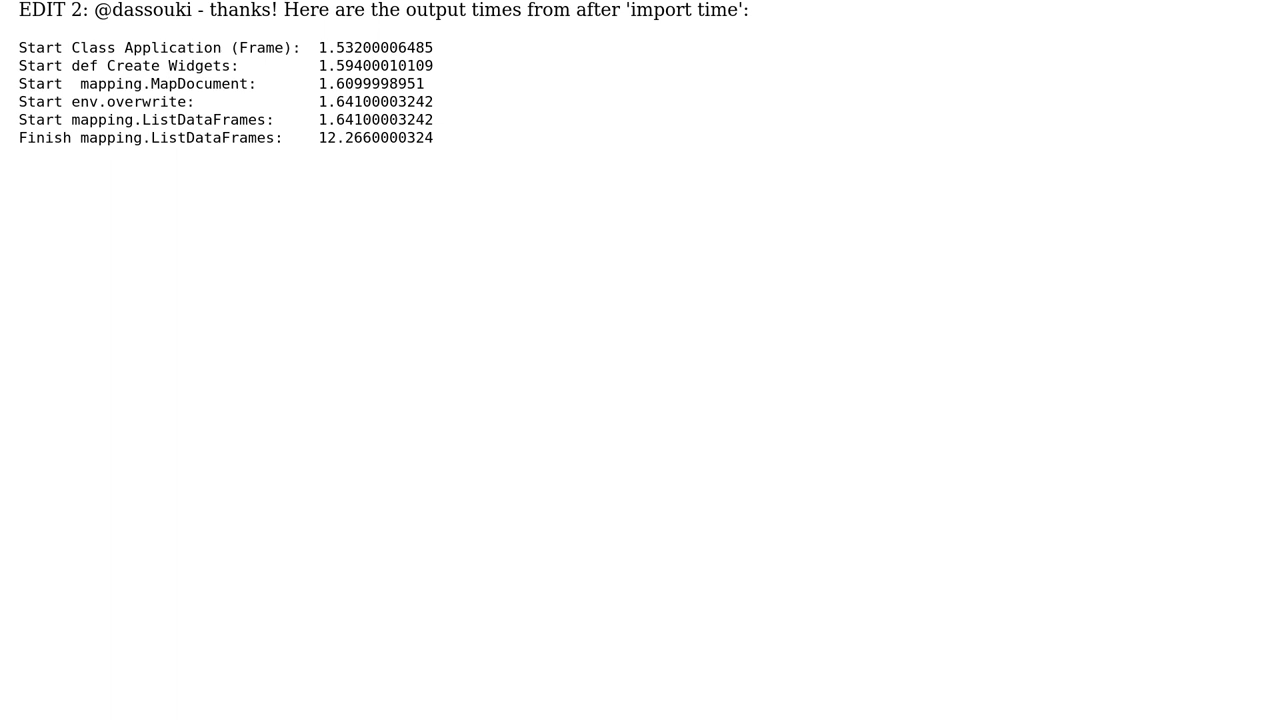 EDIT 2: @dassouki - thanks! Here are the output times from after 'import time':
Start Class Application (Frame):  1.53200006485
Start def Create Widgets:         1.59400010109
Start  mapping.MapDocument:       1.6099998951
Start env.overwrite:              1.64100003242
Start mapping.ListDataFrames:     1.64100003242
Finish mapping.ListDataFrames:    12.2660000324